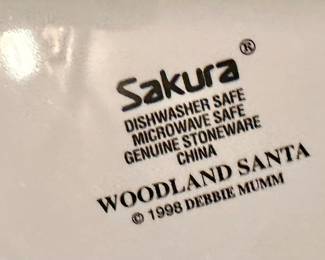 Sakura®
DISHWASHER SAFE
MICROWAVE SAFE
GENUINE STONEWARE
CHINA
WOODLAND SANTA
© 1998 DEBBIE MUMM